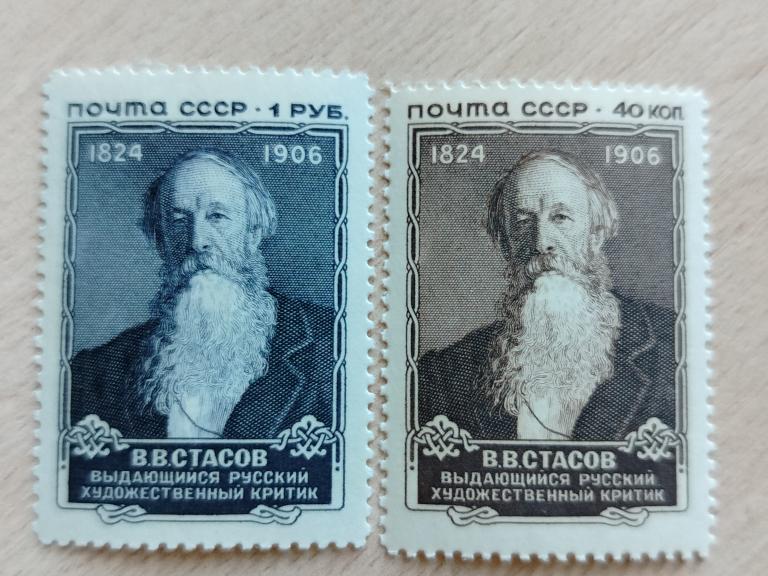 почта СССР · 1 РУБ.
1824 1906
В.В.СТАСОВ
ВЫДАЮЩИЙСЯ РУССКИЙ
ХУДОЖЕСТВЕННЫЙ КРИТИК
почта СССР · 40 коп.
1824 1906
В.В.СТАСОВ
ВЫДАЮЩИЙСЯ РУССКИЙ
ХУДОЖЕСТВЕННЫЙ КРИТИК